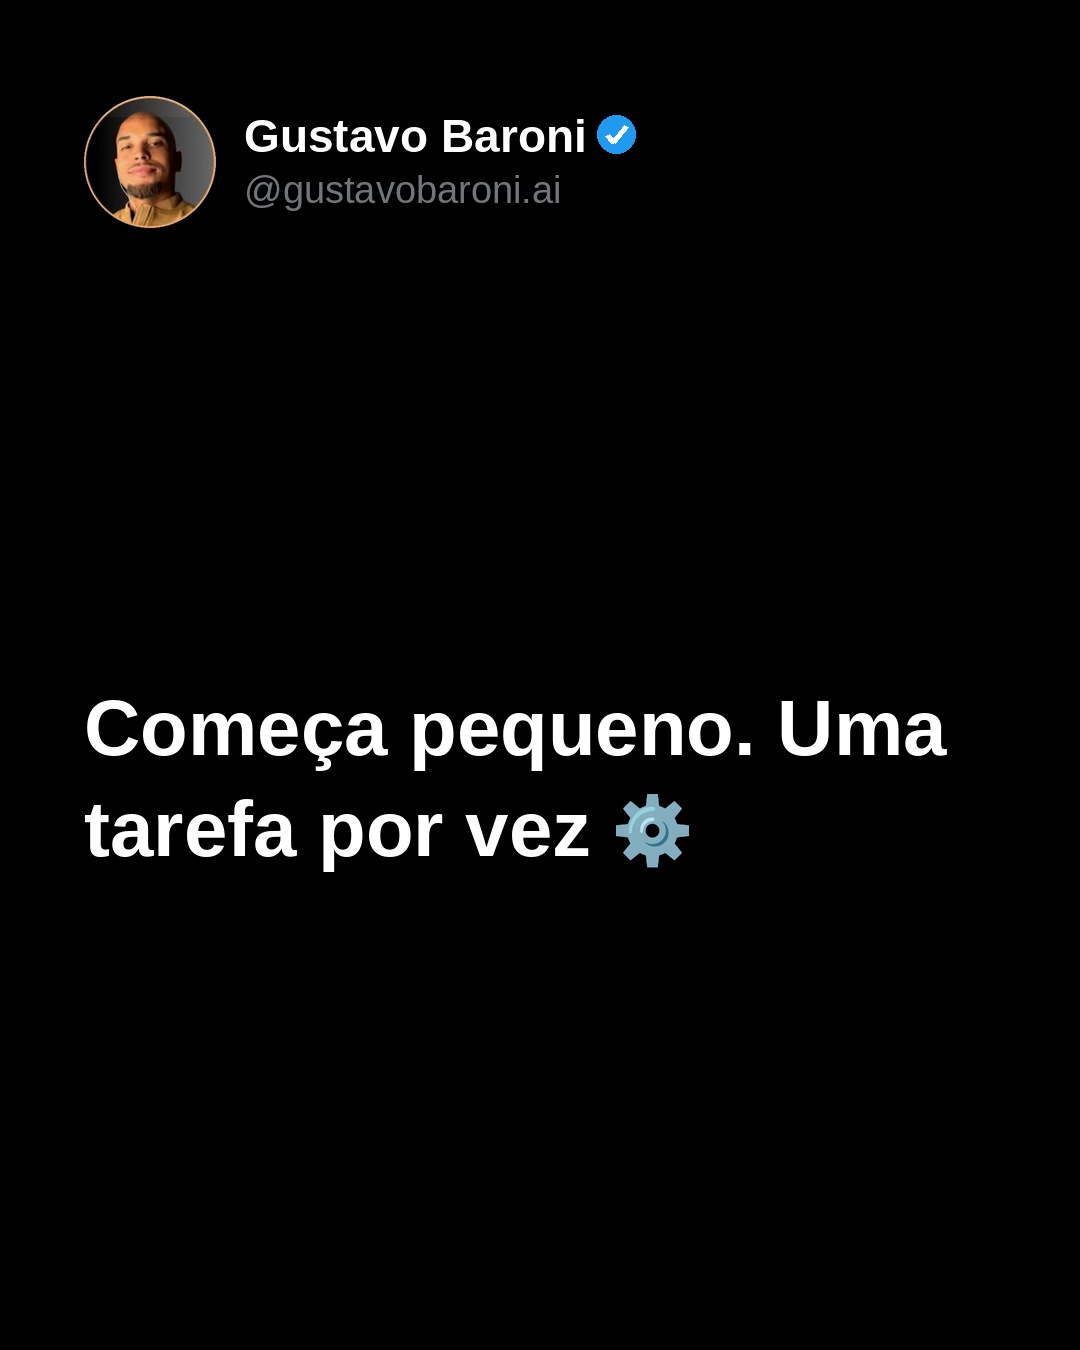 Gustavo Baroni
@gustavobaroni.ai
Começa pequeno. Uma
tarefa por vez ⚙️